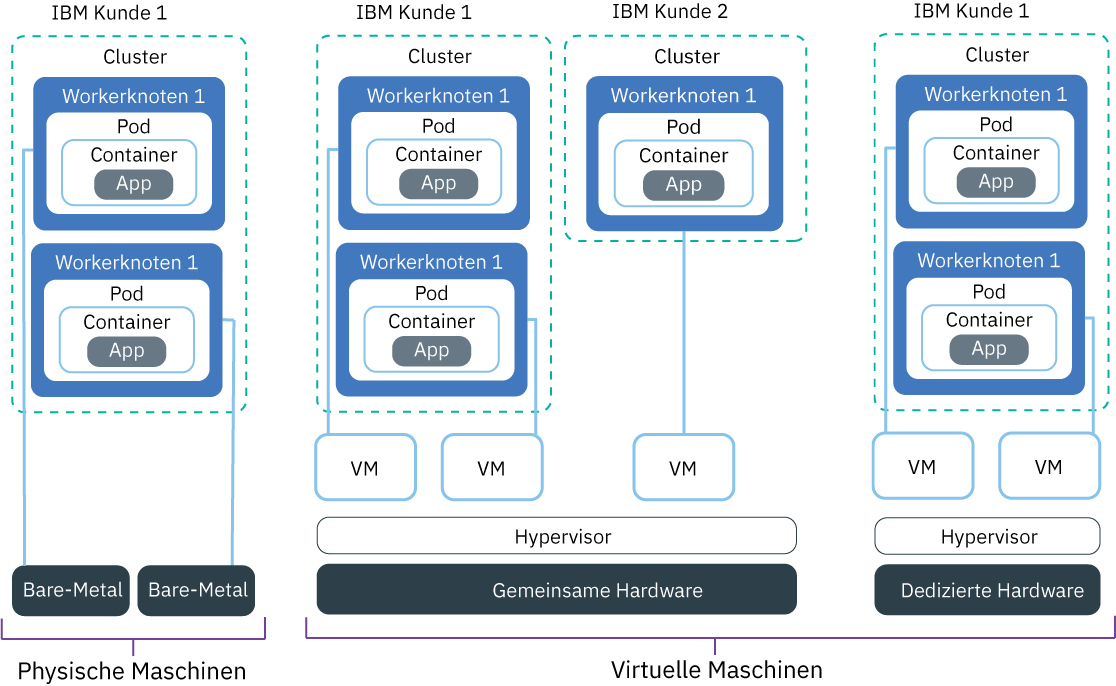 IBM Kunde 1
Cluster
Workerknoten 1
Pod
Container
App
Workerknoten 1
Pod
Container
App
Bare-Metal
Bare-Metal
Physische Maschinen
IBM Kunde 1
Cluster
Workerknoten 1
Pod
Container
App
Workerknoten 1
Pod
Container
App
VM
VM
IBM Kunde 2
Cluster
Workerknoten 1
Pod
Container
App
VM
Hypervisor
Gemeinsame Hardware
IBM Kunde 1
Cluster
Workerknoten 1
Pod
Container
App
Workerknoten 1
Pod
Container
App
VM
VM
Hypervisor
Dedizierte Hardware
Virtuelle Maschinen